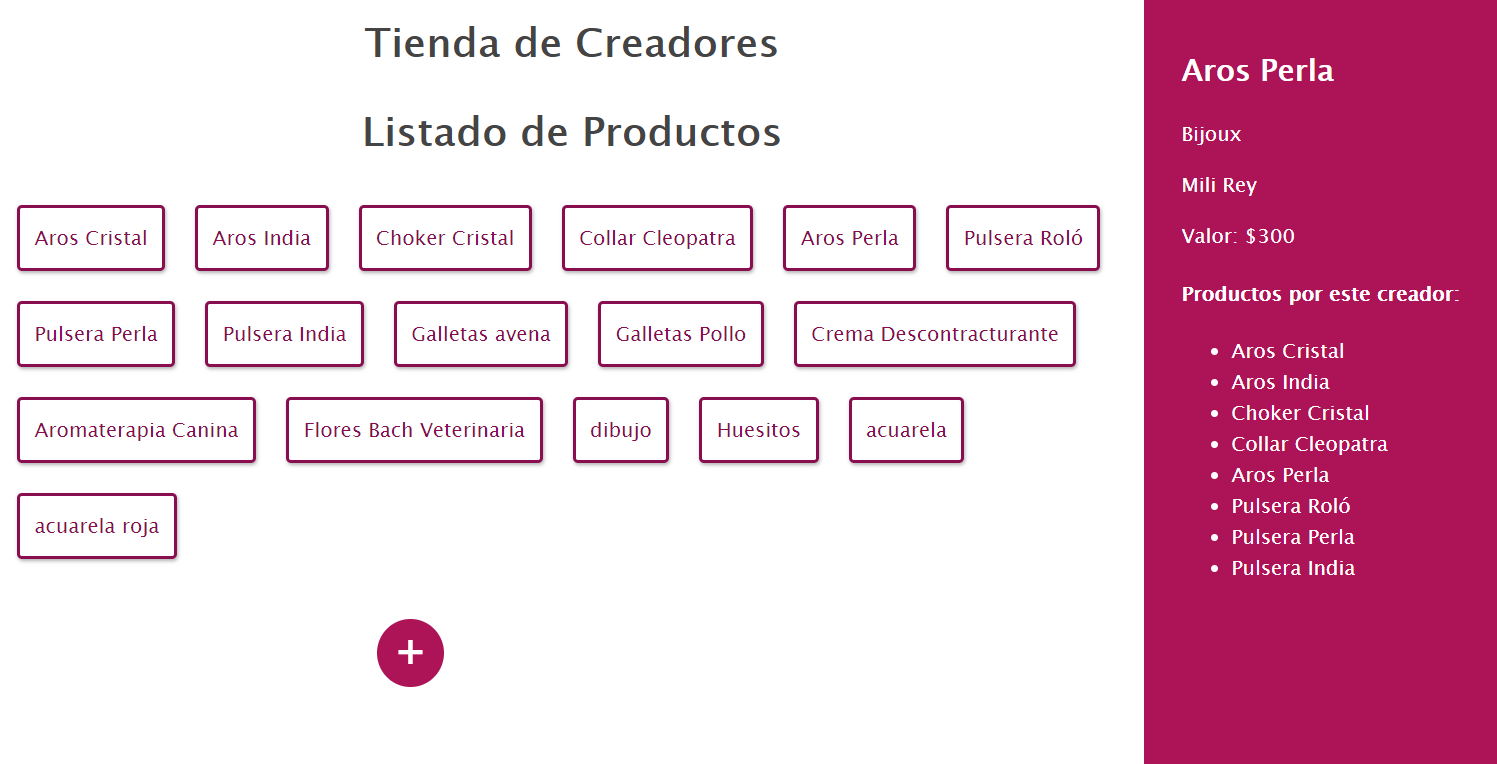 Tienda de Creadores
Listado de Productos
Aros Cristal
Aros India
Choker Cristal
Collar Cleopatra
Aros Perla
Pulsera Roló
Pulsera Perla
Pulsera India
Galletas avena
Galletas Pollo
Crema Descontracturante
Aromaterapia Canina
Flores Bach Veterinaria
dibujo
Huesitos
acuarela
acuarela roja
+
Aros Perla
Bijoux
Mili Rey
Valor: $300
Productos por este creador:
Aros Cristal
Aros India
Choker Cristal
Collar Cleopatra
Aros Perla
Pulsera Roló
Pulsera Perla
Pulsera India